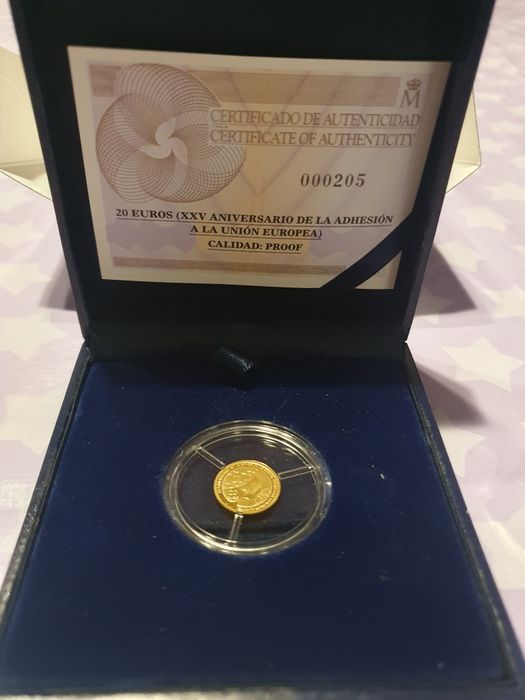 M
CERTIFICADO DE AUTENTICIDAD
CERTIFICATE OF AUTHENTICITY
000205
20 EUROS (XXV ANIVERSARIO DE LA ADHESIÓN
A LA UNIÓN EUROPEA)
CALIDAD: PROOF